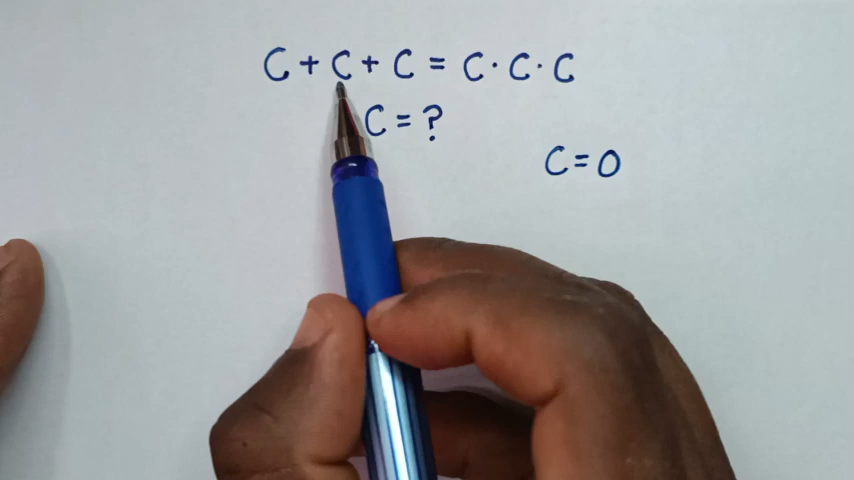 C + C + C = C · C · C
C = ?
C = 0